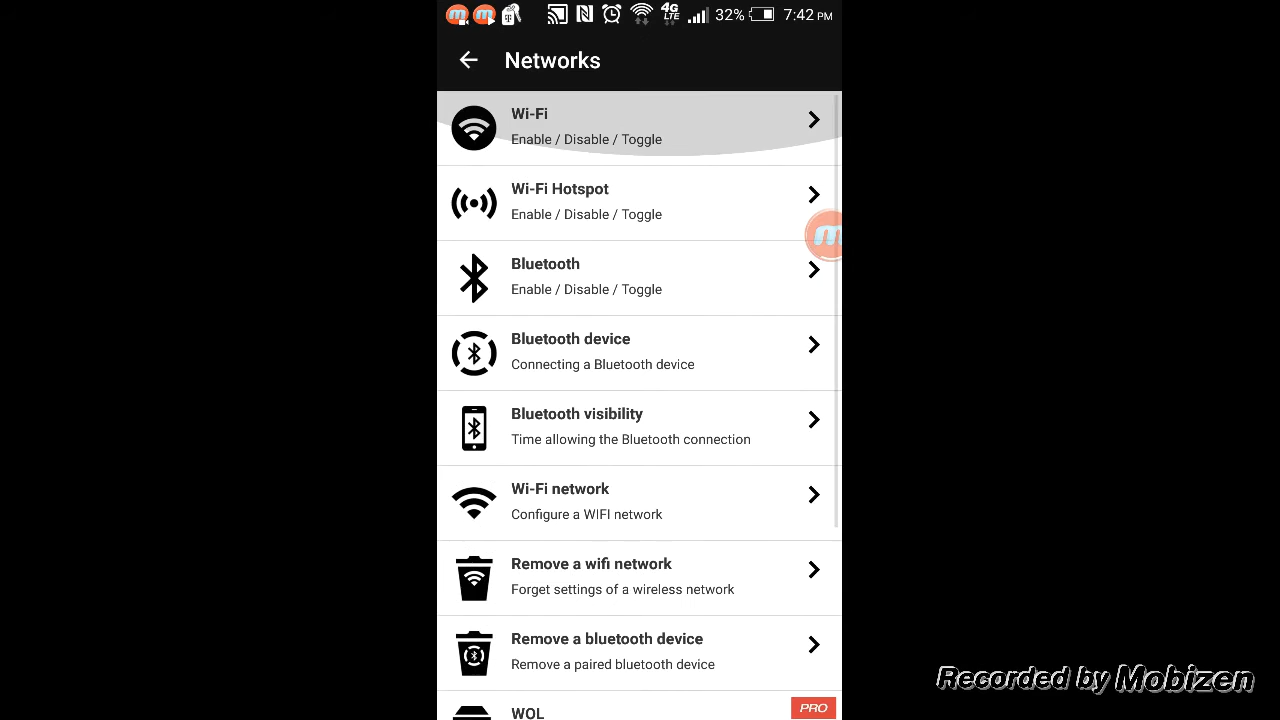 32% 7:42 PM
4G LTE
Networks
Wi-Fi
Enable / Disable / Toggle
Wi-Fi Hotspot
Enable / Disable / Toggle
Bluetooth
Enable / Disable / Toggle
Bluetooth device
Connecting a Bluetooth device
Bluetooth visibility
Time allowing the Bluetooth connection
Wi-Fi network
Configure a WIFI network
Remove a wifi network
Forget settings of a wireless network
Remove a bluetooth device
Remove a paired bluetooth device
WOL
PRO
Recorded by Mobizen